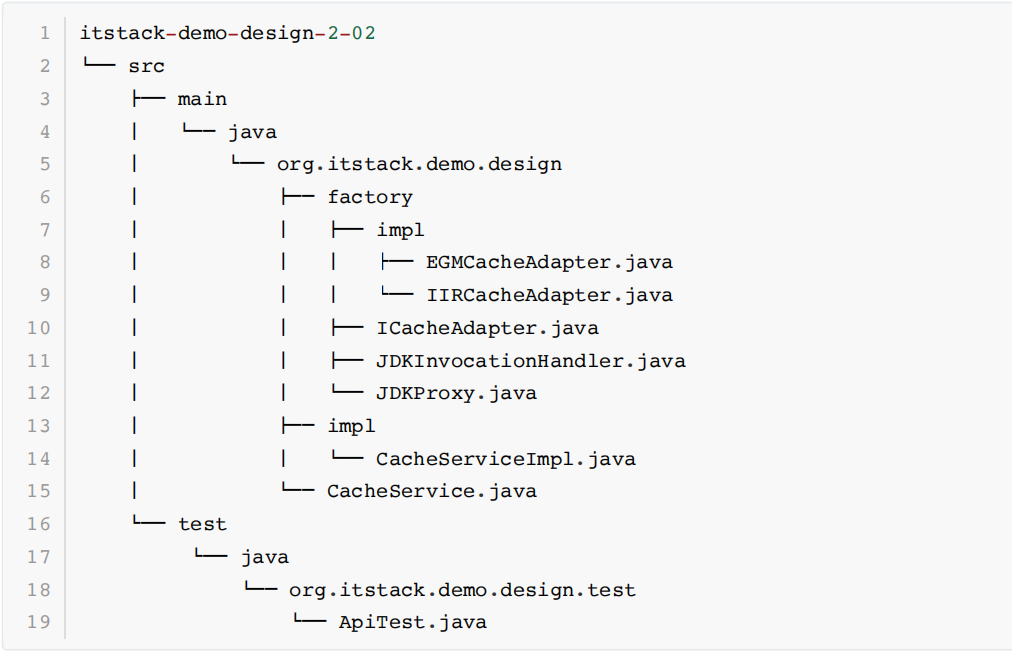 1 itstack-demo-design-2-02
2 └── src
3     ├── main
4     │   └── java
5     │       └── org.itstack.demo.design
6     │           ├── factory
7     │           │   ├── impl
8     │           │   │   ├── EGMCacheAdapter.java
9     │           │   │   └── IIRCacheAdapter.java
10     │           │   ├── ICacheAdapter.java
11     │           │   ├── JDKInvocationHandler.java
12     │           │   └── JDKProxy.java
13     │           ├── impl
14     │           │   └── CacheServiceImpl.java
15     │           └── CacheService.java
16     └── test
17          └── java
18              └── org.itstack.demo.design.test
19                  └── ApiTest.java